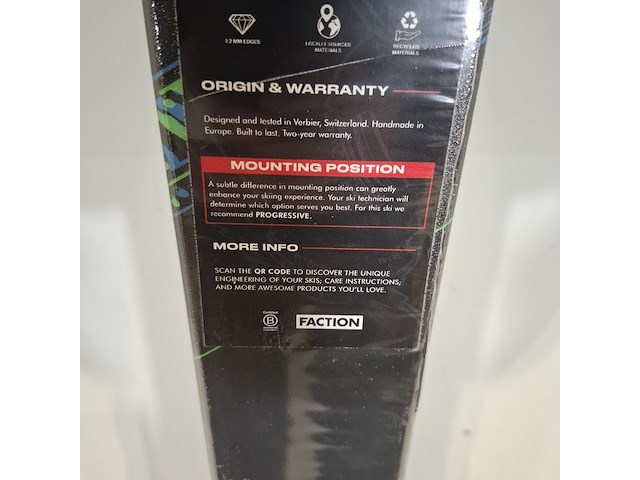 2.2 MM EDGES
LOCALLY SOURCED
MATERIALS
RECYCLED
MATERIALS
ORIGIN & WARRANTY
Designed and tested in Verbier, Switzerland. Handmade in
Europe. Built to last. Two-year warranty.
MOUNTING POSITION
A subtle difference in mounting position can greatly
enhance your skiing experience. Your ski technician will
determine which option serves you best. For this ski we
recommend PROGRESSIVE.
MORE INFO
SCAN THE QR CODE TO DISCOVER THE UNIQUE
ENGINEERING OF YOUR SKIS; CARE INSTRUCTIONS;
AND MORE AWESOME PRODUCTS YOU'LL LOVE.
Certified
B
FACTION